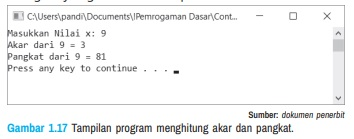 C:\Users\pandi\Documents\!Pemrogaman Dasar\Cont...
Masukkan Nilai x: 9
Akar dari 9 = 3
Pangkat dari 9 = 81
Press any key to continue . . .
Sumber: dokumen penerbit
Gambar 1.17 Tampilan program menghitung akar dan pangkat.